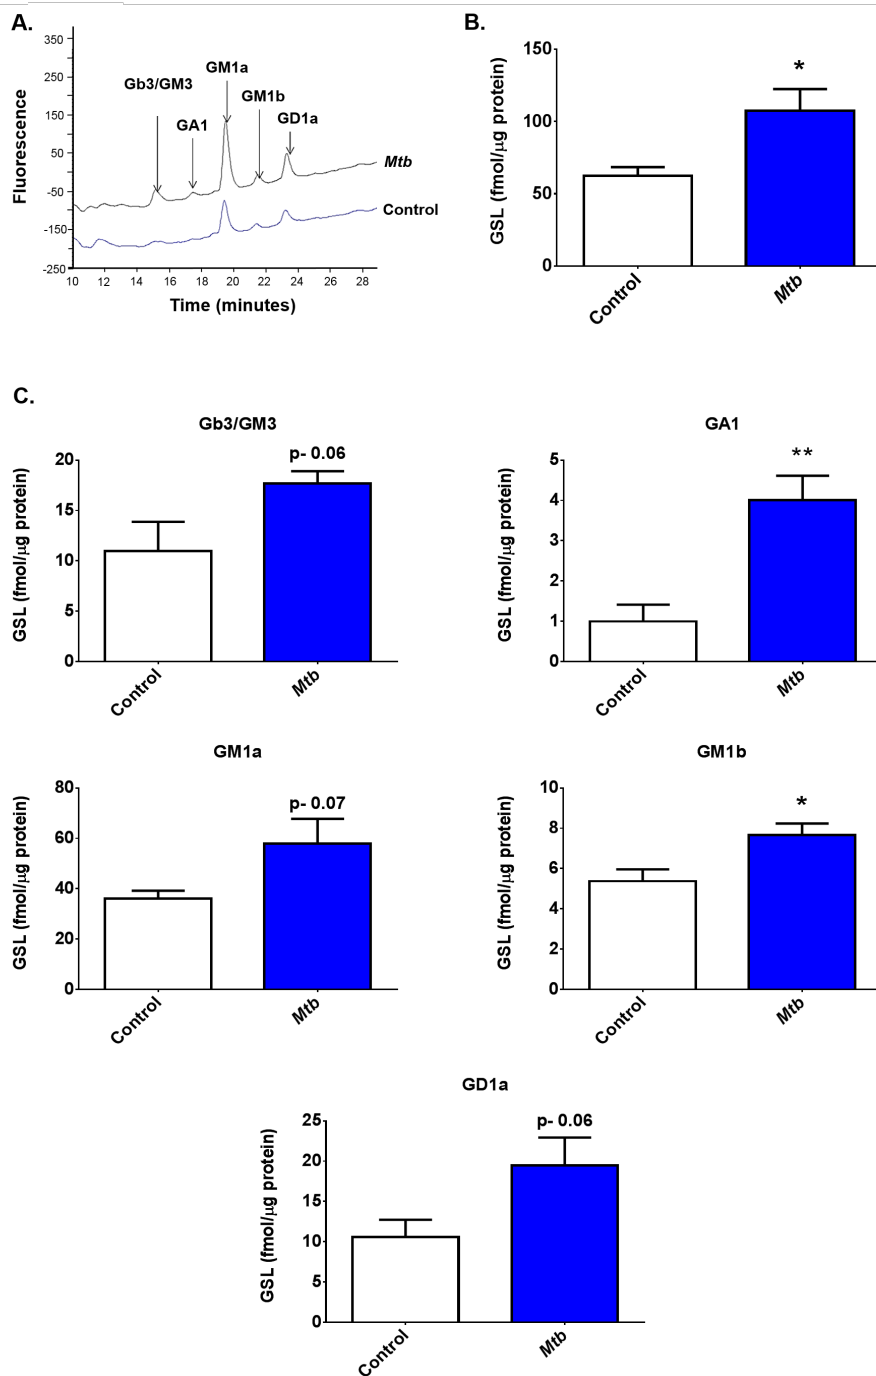 A.
Fluorescence
350
250
150
50
-50
-150
-250
Gb3/GM3
GA1
GM1a
GM1b
GD1a
Mtb
Control
10 12 14 16 18 20 22 24 26 28
Time (minutes)
B.
GSL (fmol/µg protein)
150
100
50
0
*
Control
Mtb
C.
Gb3/GM3
GSL (fmol/µg protein)
20
15
10
5
0
p- 0.06
Control
Mtb
GA1
GSL (fmol/µg protein)
5
4
3
2
1
0
**
Control
Mtb
GM1a
GSL (fmol/µg protein)
80
60
40
20
0
p- 0.07
Control
Mtb
GM1b
GSL (fmol/µg protein)
10
8
6
4
2
0
*
Control
Mtb
GD1a
GSL (fmol/µg protein)
25
20
15
10
5
0
p- 0.06
Control
Mtb